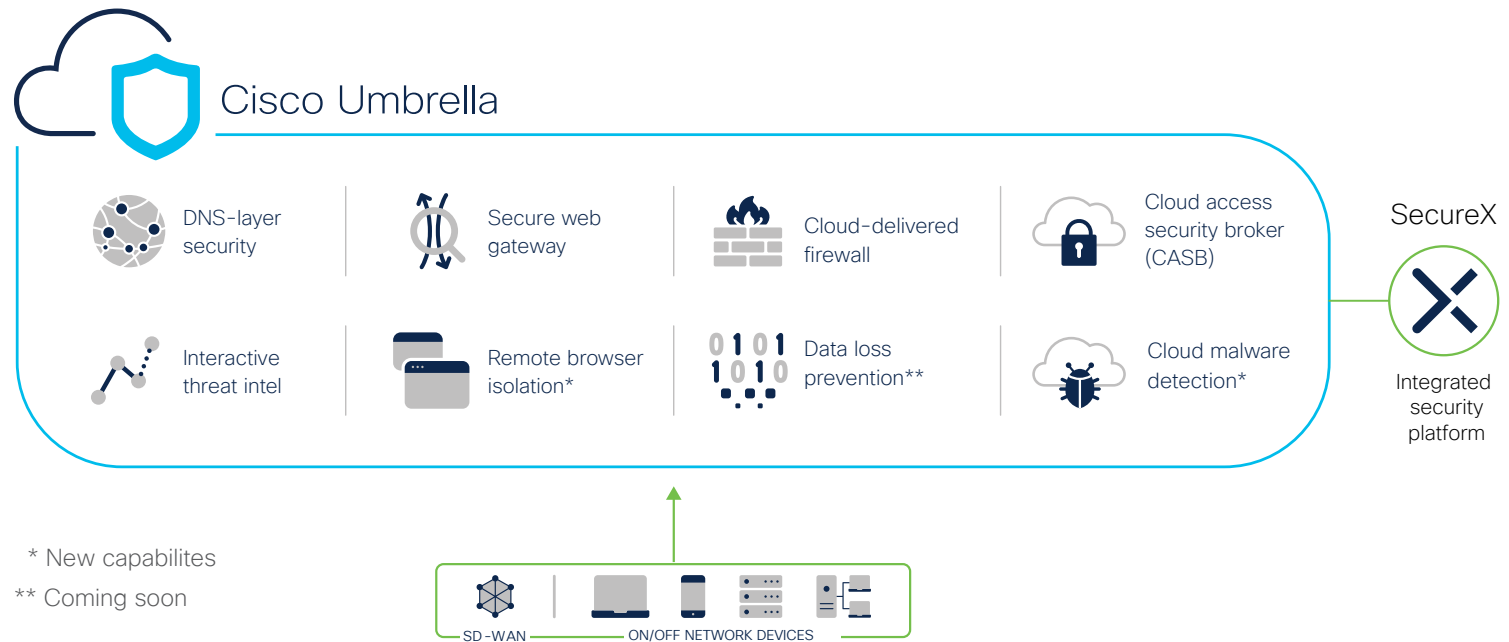 Cisco Umbrella
DNS-layer
security
Secure web
gateway
Cloud-delivered
firewall
Cloud access
security broker
(CASB)
Interactive
threat intel
Remote browser
isolation*
0101
1010
Data loss
prevention**
Cloud malware
detection*
SecureX
Integrated
security
platform
* New capabilites
** Coming soon
SD-WAN
ON/OFF NETWORK DEVICES